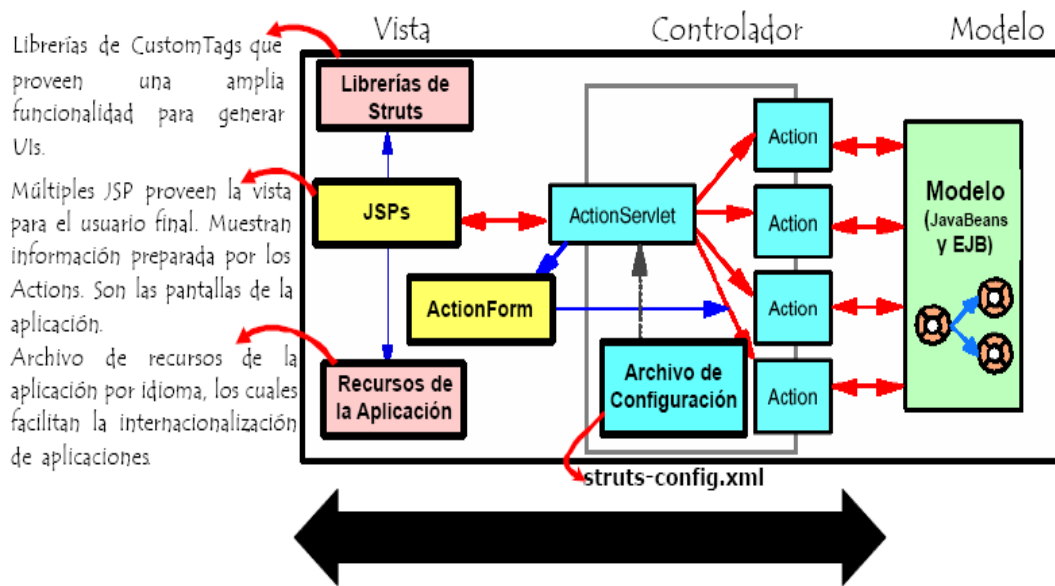 Vista
Controlador
Modelo
Librerías de CustomTags que
proveen una amplia
funcionalidad para generar
UIs.
Múltiples JSP proveen la vista
para el usuario final. Muestran
información preparada por los
Actions. Son las pantallas de la
aplicación.
Archivo de recursos de la
aplicación por idioma, los cuales
facilitan la internacionalización
de aplicaciones.
Librerías de
Struts
JSPs
ActionForm
Recursos de
la Aplicación
ActionServlet
Archivo de
Configuración
struts-config.xml
Action
Action
Action
Action
Modelo
(JavaBeans
y EJB)